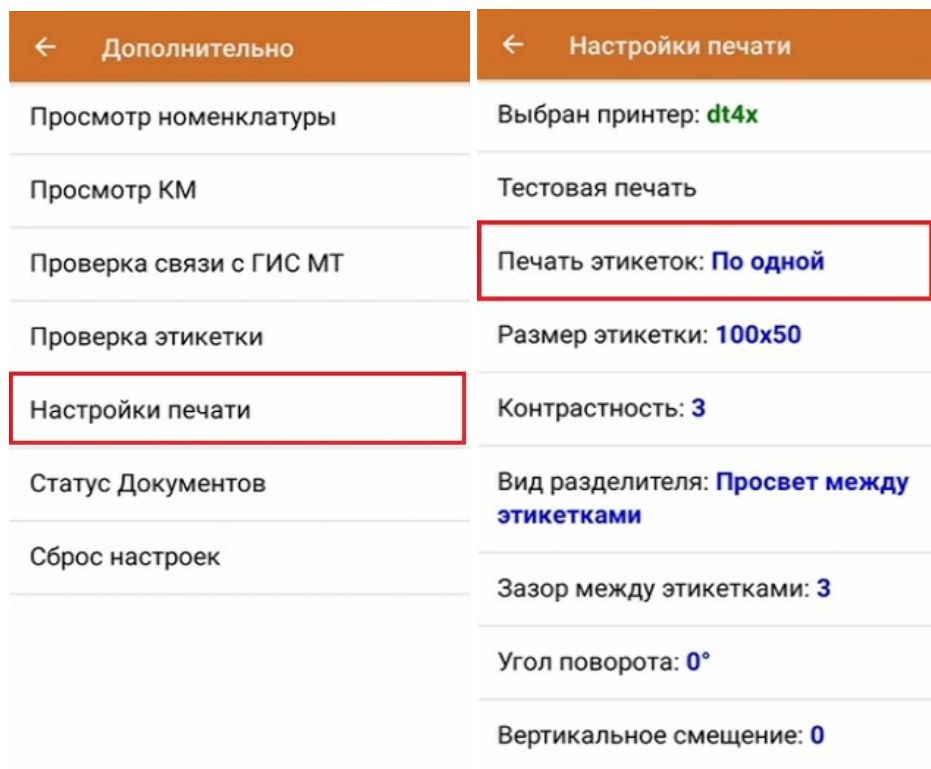 Дополнительно
Просмотр номенклатуры
Просмотр КМ
Проверка связи с ГИС МТ
Проверка этикетки
Настройки печати
Статус Документов
Сброс настроек
Настройки печати
Выбран принтер: dt4x
Тестовая печать
Печать этикеток: По одной
Размер этикетки: 100x50
Контрастность: 3
Вид разделителя: Просвет между
этикетками
Зазор между этикетками: 3
Угол поворота: 0°
Вертикальное смещение: 0